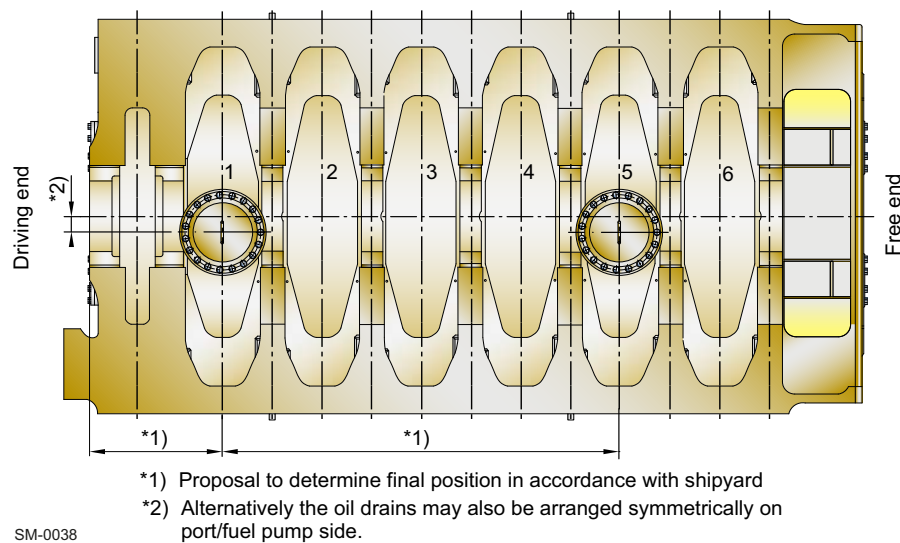 Driving end
*2)
1
2
3
4
5
6
Free end
*1)
*1)
*1) Proposal to determine final position in accordance with shipyard
*2) Alternatively the oil drains may also be arranged symmetrically on
port/fuel pump side.
SM-0038